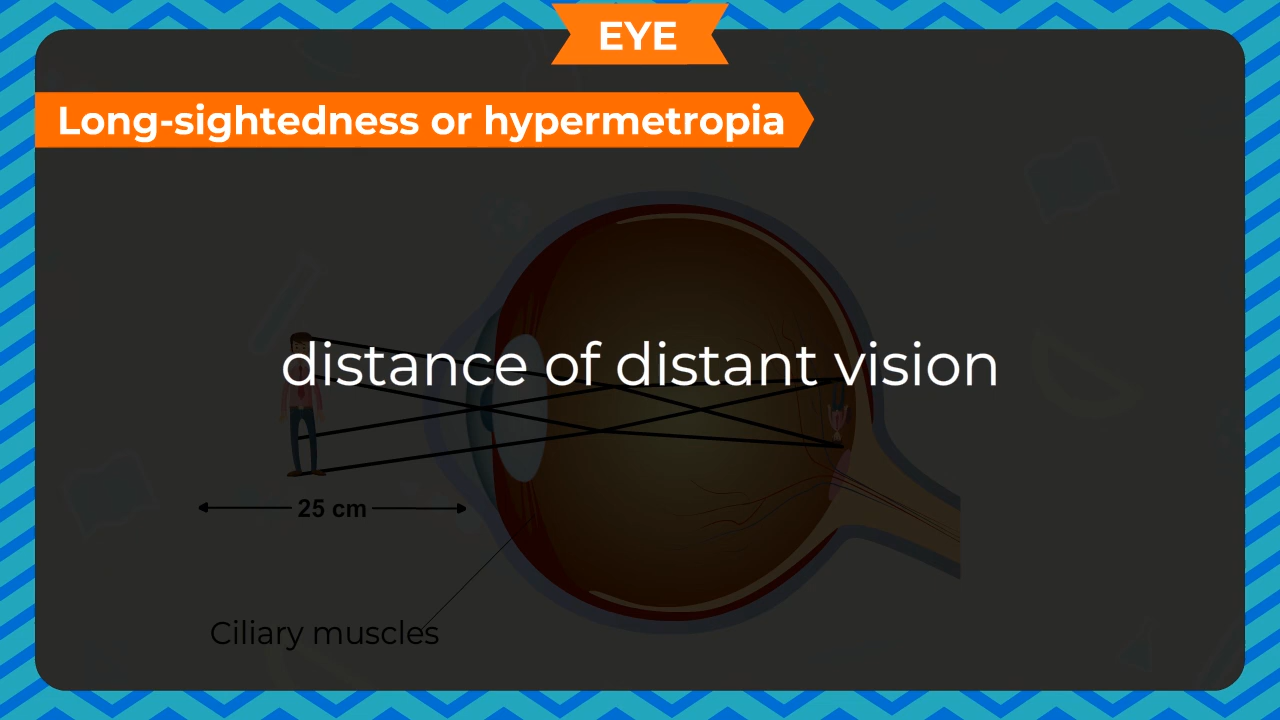 EYE
Long-sightedness or hypermetropia
distance of distant vision
25 cm
Ciliary muscles